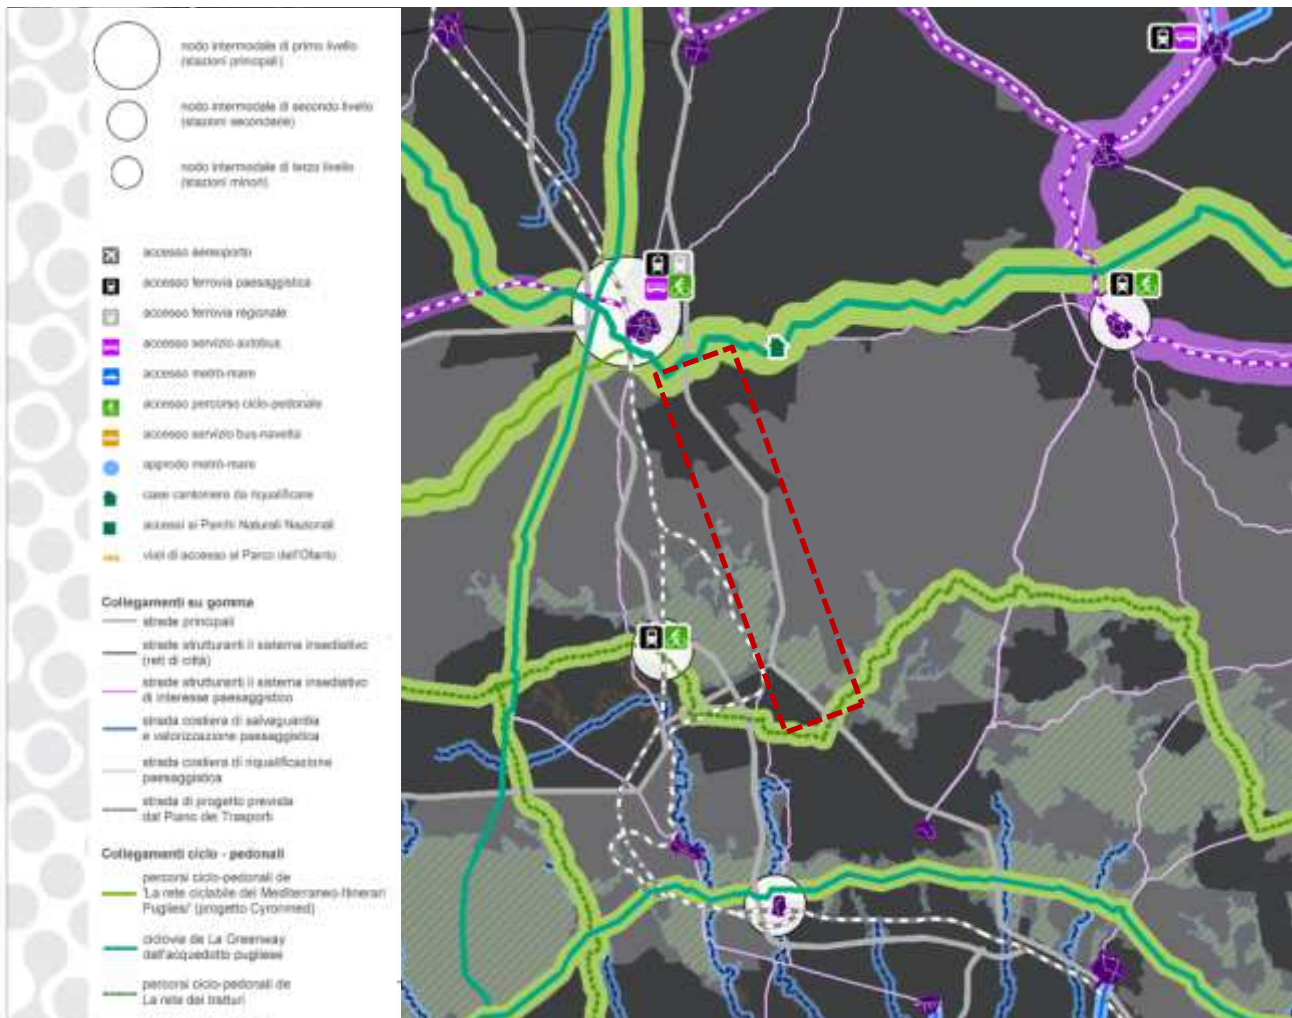 nodo intermodale di primo livello
(stazioni principali)
nodo intermodale di secondo livello
(stazioni secondarie)
nodo intermodale di terzo livello
(stazioni minori)
accesso aereoporto
accesso ferrovia paesaggistica
accesso ferrovia regionale
accesso servizio autobus
accesso metrò-mare
accesso percorso ciclo-pedonale
accesso servizio bus-navetta
approdo metrò-mare
case cantoniere da riqualificare
accessi ai Parchi Naturali Nazionali
viali di accesso al Parco dell'Ofanto
Collegamenti su gomma
strade principali
strade strutturanti il sistema insediativo
(reti di città)
strade strutturanti il sistema insediativo
di interesse paesaggistico
strada costiera di salvaguardia
e valorizzazione paesaggistica
strada costiera di riqualificazione
paesaggistica
strada di progetto prevista
dal Piano dei Trasporti
Collegamenti ciclo - pedonali
percorsi ciclo-pedonali de
'La rete ciclabile del Mediterraneo-Itinerari
Pugliesi' (progetto Cyronmed)
ciclovia de La Greenway
dell'acquedotto pugliese
percorsi ciclo-pedonali de
La rete dei tratturi